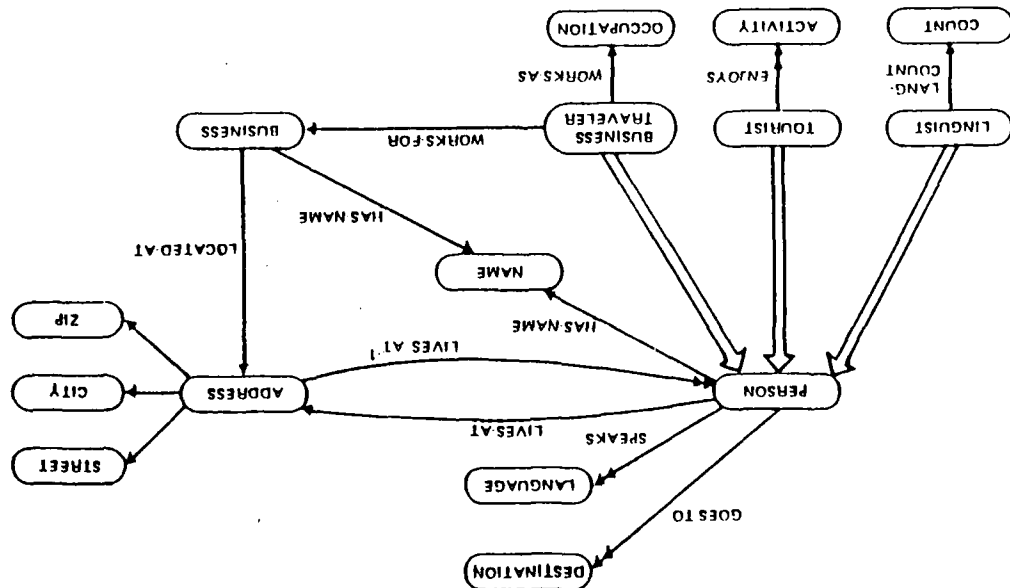 DESTINATION
GOES TO
LANGUAGE
STREET
SPEAKS
LIVES-AT
PERSON
ADDRESS
CITY
LIVES AT-1
ZIP
HAS-NAME
NAME
LOCATED-AT
HAS NAME
LINGUIST
TOURIST
BUSINESS
TRAVELER
WORKS-FOR
BUSINESS
LANG-
COUNT
ENJOYS
WORKS-AS
COUNT
ACTIVITY
OCCUPATION